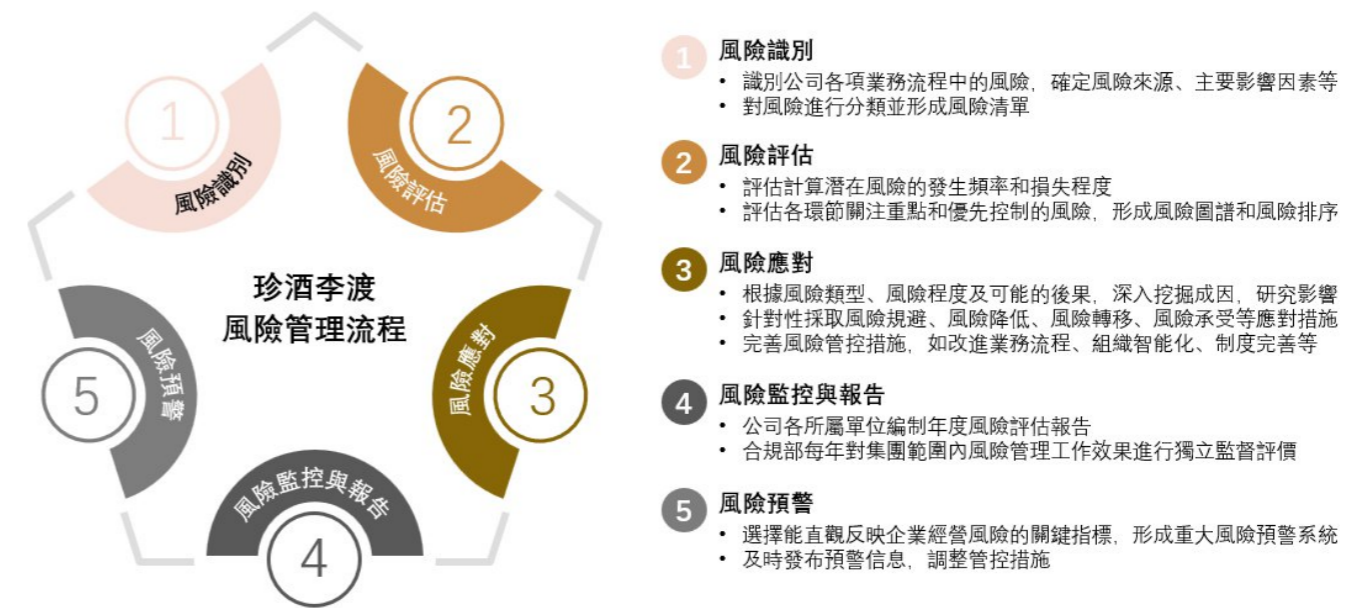 1
風險識別
2
風險評估
珍酒李渡
風險管理流程
5
風險預警
風險應對
3
風險監控與報告
4
1 風險識別
• 識別公司各項業務流程中的風險，確定風險來源、主要影響因素等
• 對風險進行分類並形成風險清單
2 風險評估
• 評估計算潛在風險的發生頻率和損失程度
• 評估各環節關注重點和優先控制的風險，形成風險圖譜和風險排序
3 風險應對
• 根據風險類型、風險程度及可能的後果，深入挖掘成因，研究影響
• 針對性採取風險規避、風險降低、風險轉移、風險承受等應對措施
• 完善風險管控措施，如改進業務流程、組織智能化、制度完善等
4 風險監控與報告
• 公司各所屬單位編制年度風險評估報告
• 合規部每年對集團範圍內風險管理工作效果進行獨立監督評價
5 風險預警
• 選擇能直觀反映企業經營風險的關鍵指標，形成重大風險預警系統
• 及時發布預警信息，調整管控措施